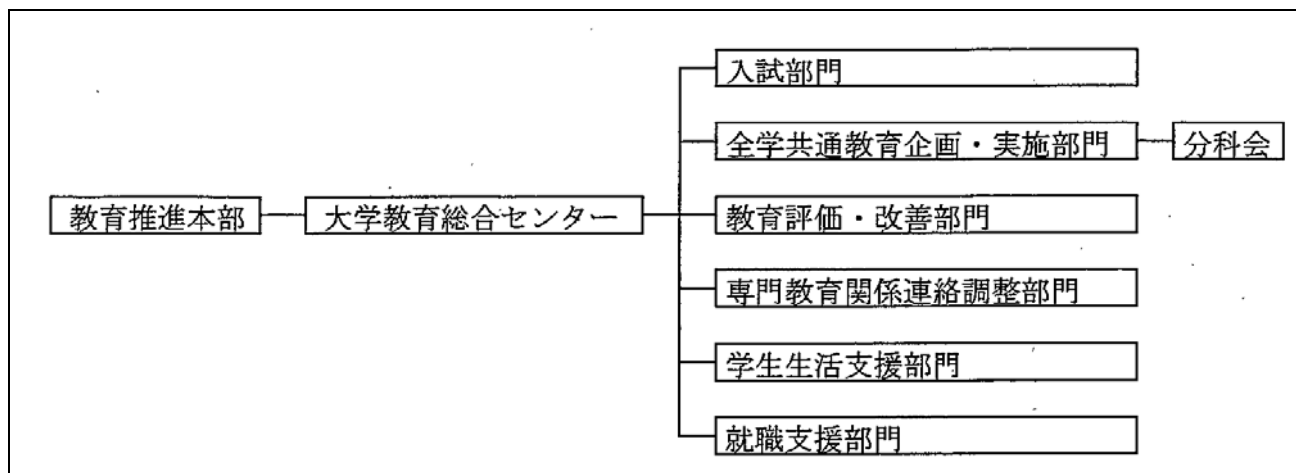 入試部門
全学共通教育企画・実施部門
分科会
教育推進本部
大学教育総合センター
教育評価・改善部門
専門教育関係連絡調整部門
学生生活支援部門
就職支援部門